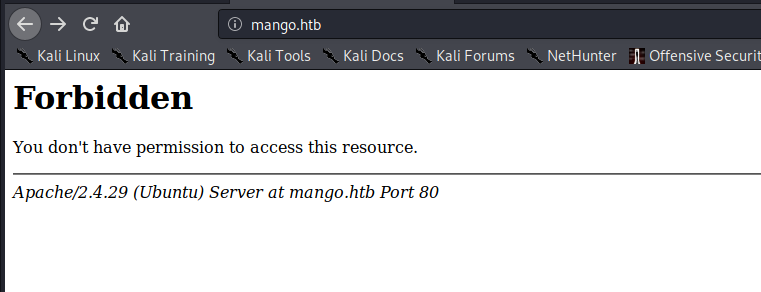 mango.htb
Kali Linux Kali Training Kali Tools Kali Docs Kali Forums NetHunter Offensive Securit
Forbidden
You don't have permission to access this resource.
Apache/2.4.29 (Ubuntu) Server at mango.htb Port 80